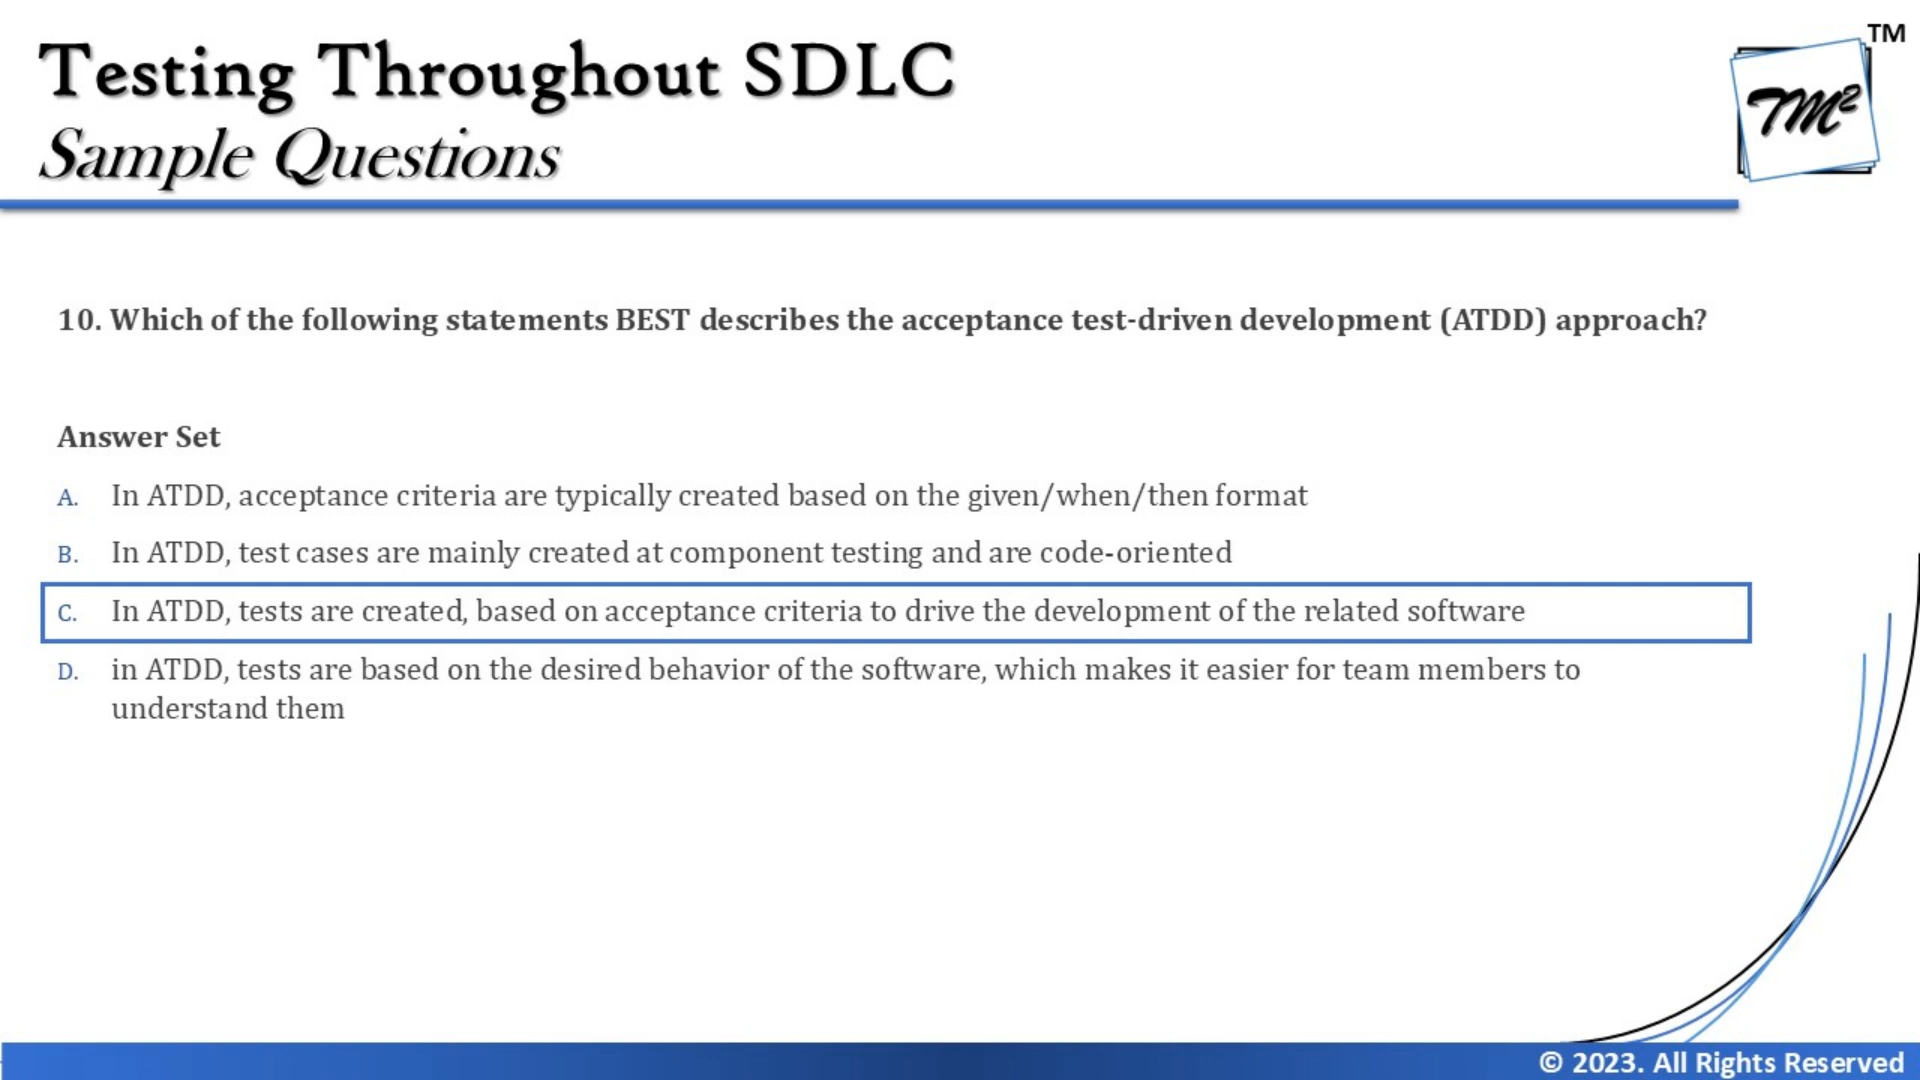 Testing Throughout SDLC
TM
Sample Questions
TM²
10. Which of the following statements BEST describes the acceptance test-driven development (ATDD) approach?
Answer Set
A. In ATDD, acceptance criteria are typically created based on the given/when/then format
B. In ATDD, test cases are mainly created at component testing and are code-oriented
C. In ATDD, tests are created, based on acceptance criteria to drive the development of the related software
D. in ATDD, tests are based on the desired behavior of the software, which makes it easier for team members to
understand them
© 2023. All Rights Reserved